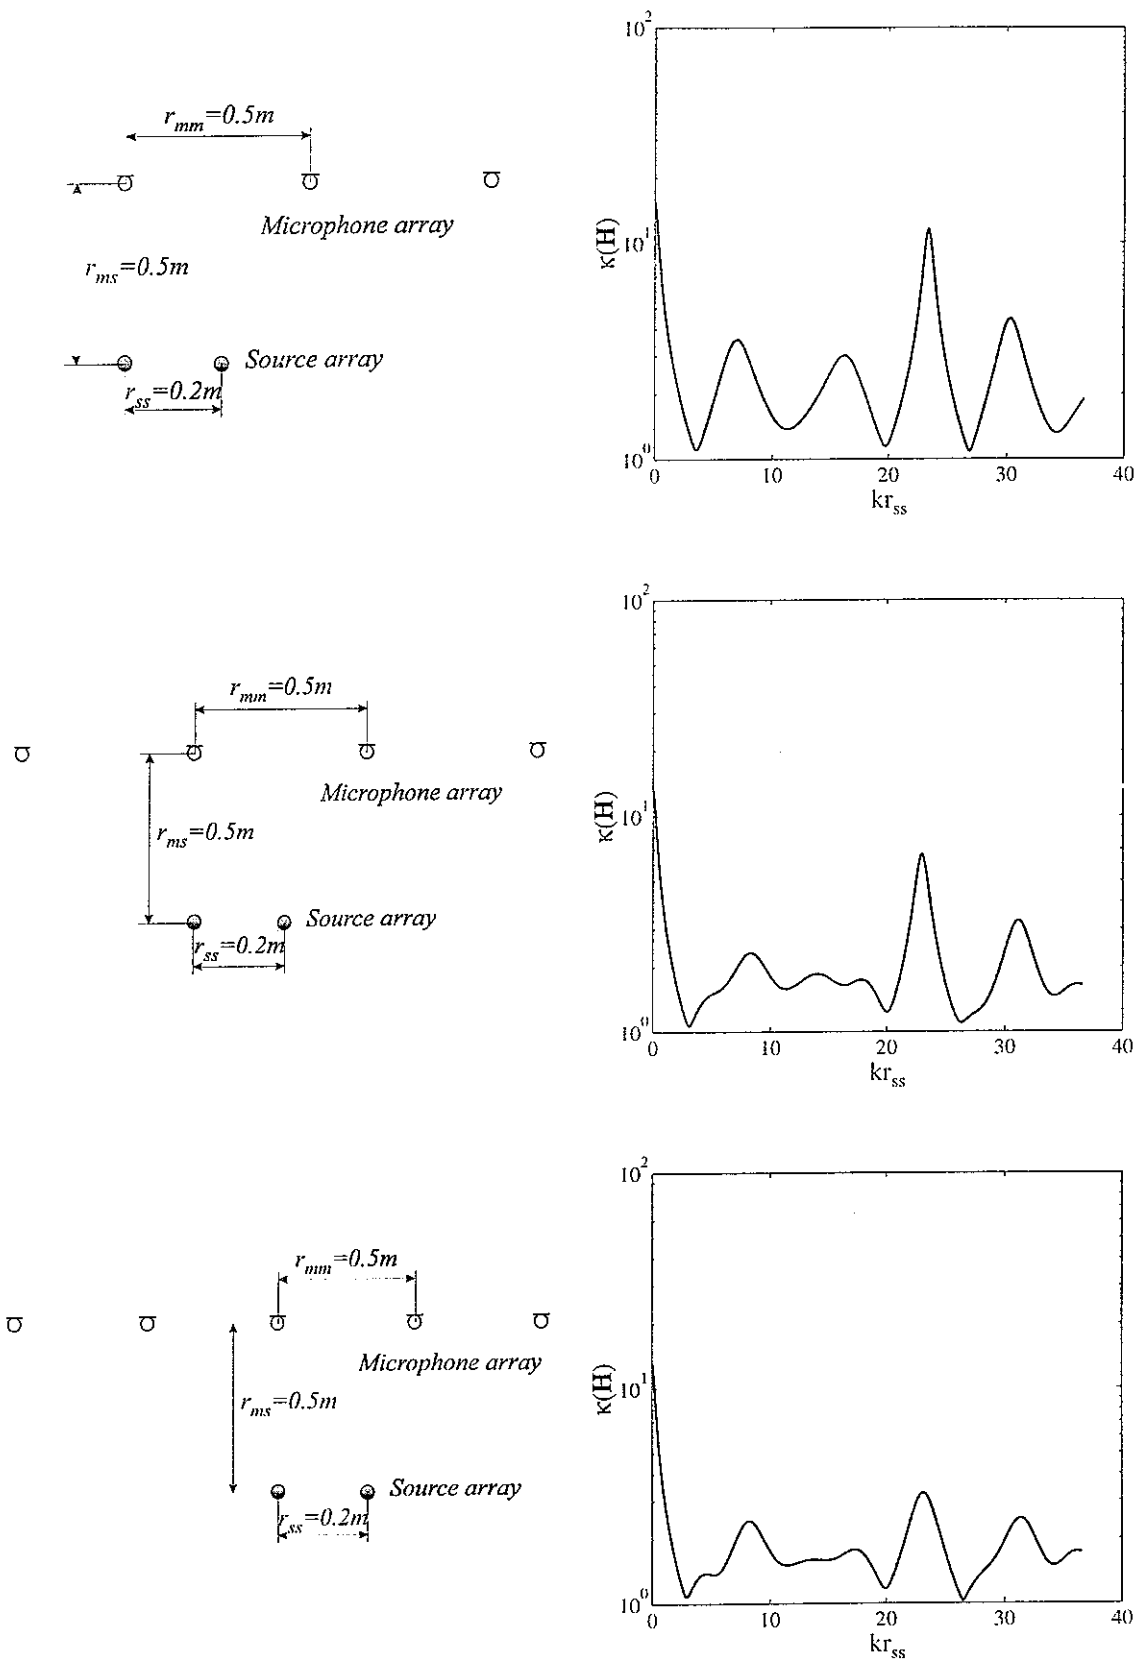 r_mm=0.5m
Microphone array
r_ms=0.5m
Source array
r_ss=0.2m
10^2
10^1
10^0
κ(H)
0 10 20 30 40
kr_ss
r_mm=0.5m
Microphone array
r_ms=0.5m
Source array
r_ss=0.2m
10^2
10^1
10^0
κ(H)
0 10 20 30 40
kr_ss
r_mm=0.5m
Microphone array
r_ms=0.5m
Source array
r_ss=0.2m
10^2
10^1
10^0
κ(H)
0 10 20 30 40
kr_ss